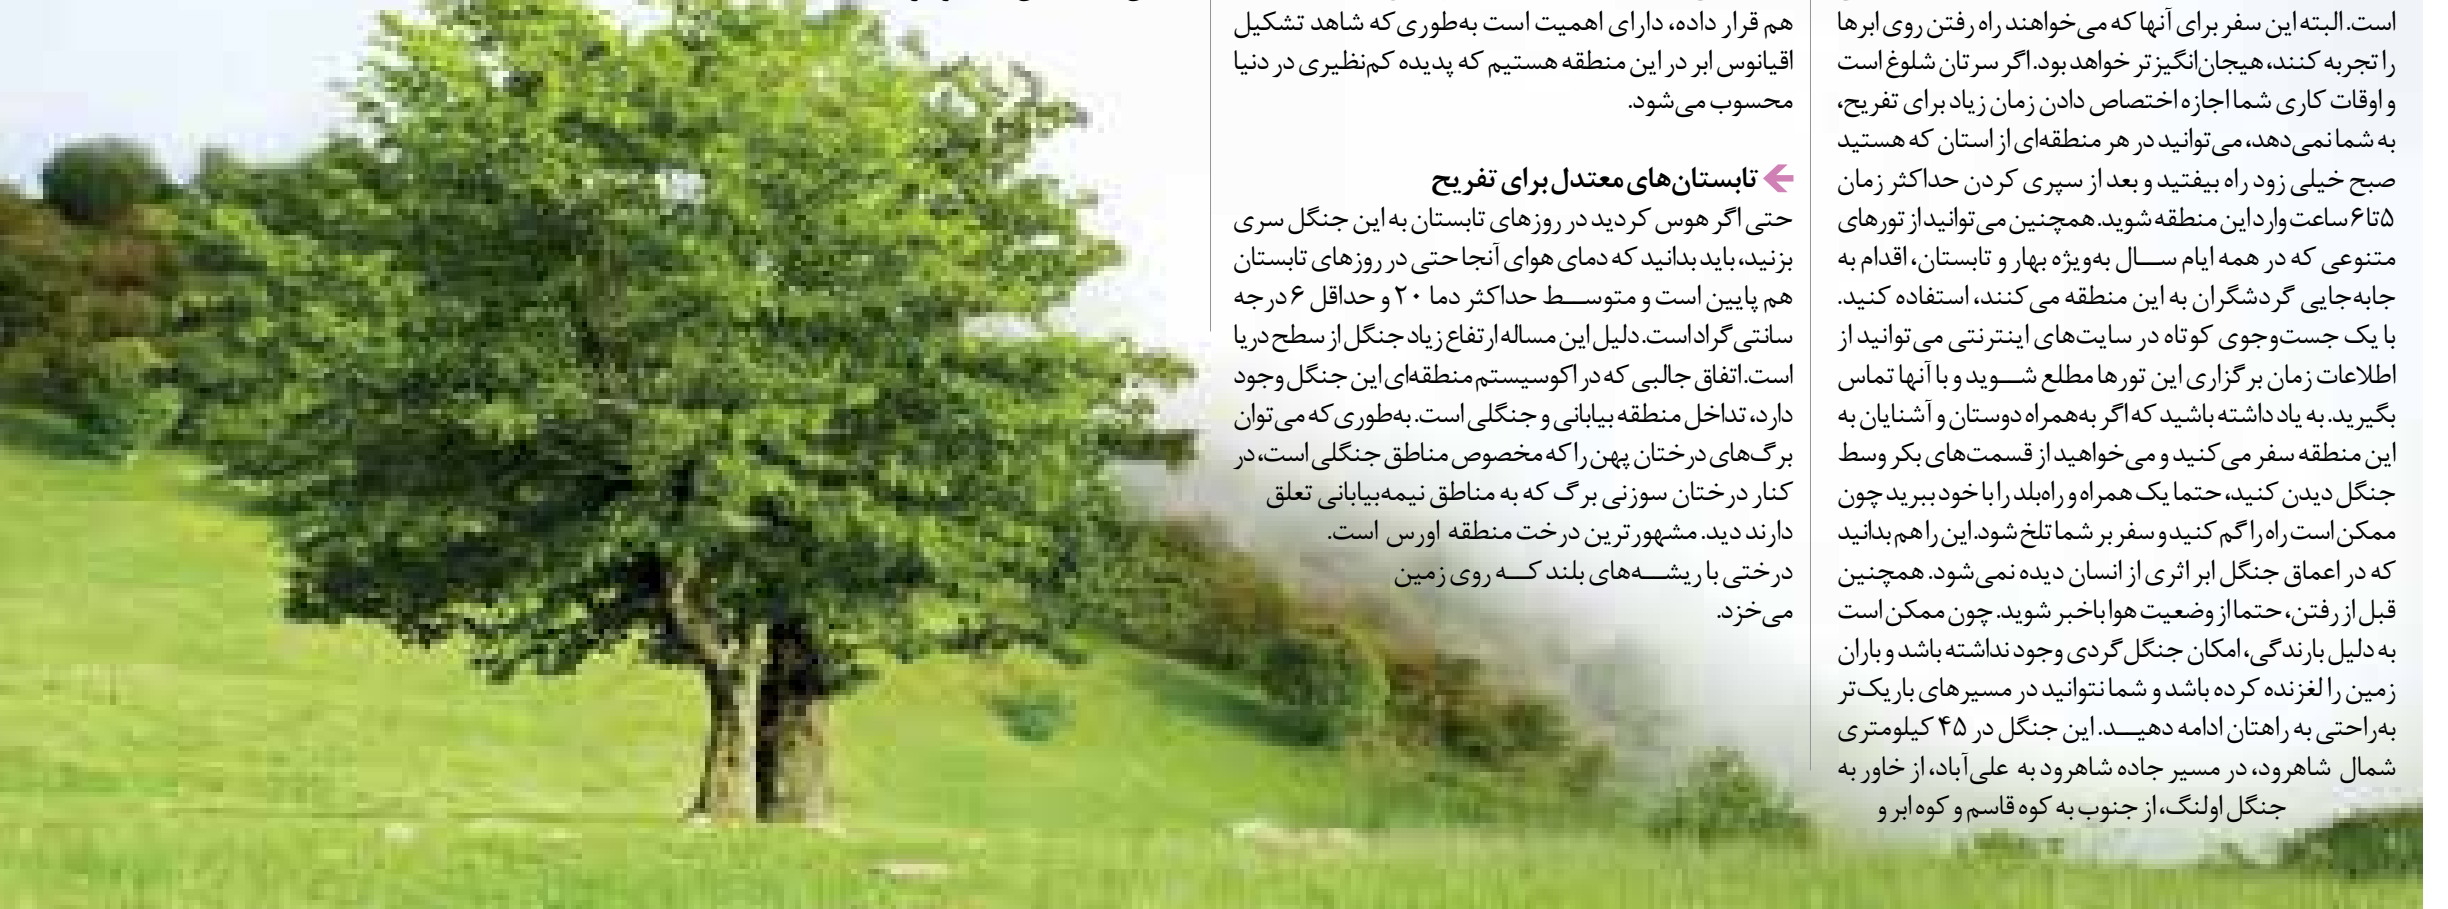 است. البته این سفر برای آنها که می‌خواهند راه رفتن روی ابرها
را تجربه کنند، هیجان‌انگیزتر خواهد بود. اگر سرتان شلوغ است
و اوقات کاری شما اجازه اختصاص دادن زمان زیاد برای تفریح،
به شما نمی‌دهد، می‌توانید در هر منطقه‌ای از استان که هستید
صبح خیلی زود راه بیفتید و بعد از سپری کردن حداکثر زمان
۵ تا ۶ ساعت وارد این منطقه شوید. همچنین می‌توانید از تورهای
متنوعی که در همه ایام ســال به‌ویژه بهار و تابستان، اقدام به
جابه‌جایی گردشگران به این منطقه می‌کنند، استفاده کنید.
با یک جست‌وجوی کوتاه در سایت‌های اینترنتی می‌توانید از
اطلاعات زمان برگزاری این تورها مطلع شــوید و با آنها تماس
بگیرید. به یاد داشته باشید که اگر به‌همراه دوستان و آشنایان به
این منطقه سفر می‌کنید و می‌خواهید از قسمت‌های بکر وسط
جنگل دیدن کنید، حتما یک همراه و راه‌بلد را با خود ببرید چون
ممکن است راه را گم کنید و سفر بر شما تلخ شود. این را هم بدانید
که در اعماق جنگل ابر اثری از انسان دیده نمی‌شود. همچنین
قبل از رفتن، حتما از وضعیت هوا باخبر شوید. چون ممکن است
به دلیل بارندگی، امکان جنگل‌گردی وجود نداشته باشد و باران
زمین را لغزنده کرده باشد و شما نتوانید در مسیرهای باریک‌تر
به‌راحتی به راهتان ادامه دهیــد. این جنگل در ۴۵ کیلومتری
شمال شاهرود، در مسیر جاده شاهرود به علی‌آباد، از خاور به
جنگل اولنگ، از جنوب به کوه قاسم و کوه ابر و
هم قرار داده، دارای اهمیت است به‌طوری که شاهد تشکیل
اقیانوس ابر در این منطقه هستیم که پدیده کم‌نظیری در دنیا
محسوب می‌شود.
تابستان‌های معتدل برای تفریح
حتی اگر هوس کردید در روزهای تابستان به این جنگل سری
بزنید، باید بدانید که دمای هوای آنجا حتی در روزهای تابستان
هم پایین است و متوســط حداکثر دما ۲۰ و حداقل ۶ درجه
سانتی‌گراد است. دلیل این مساله ارتفاع زیاد جنگل از سطح دریا
است. اتفاق جالبی که در اکوسیستم منطقه‌ای این جنگل وجود
دارد، تداخل منطقه بیابانی و جنگلی است. به‌طوری که می‌توان
برگ‌های درختان پهن را که مخصوص مناطق جنگلی است، در
کنار درختان سوزنی برگ که به مناطق نیمه‌بیابانی تعلق
دارند دید. مشهورترین درخت منطقه اورس است.
درختی با ریشــه‌های بلند کــه روی زمین
می‌خزد.